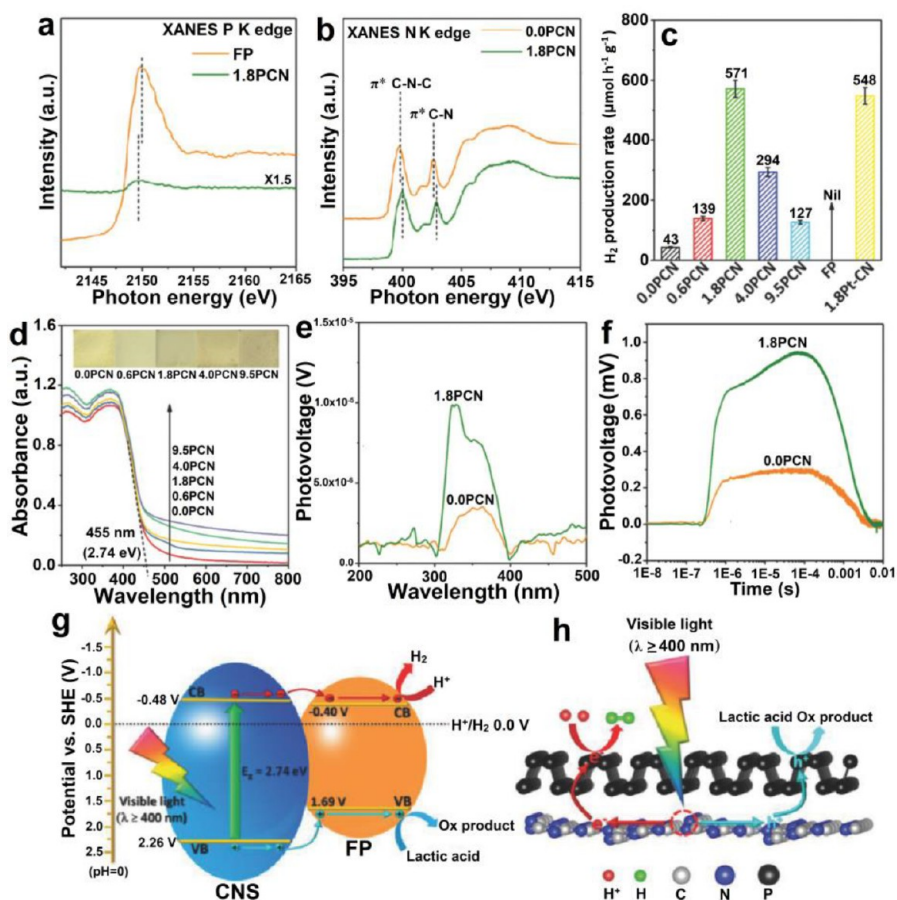 a
XANES P K edge
FP
1.8PCN
X1.5
Intensity (a.u.)
2145 2150 2155 2160 2165
Photon energy (eV)
b
XANES N K edge
0.0PCN
1.8PCN
π* C-N-C
π* C-N
Intensity (a.u.)
395 400 405 410 415
Photon energy (eV)
c
H₂ production rate (μmol h⁻¹ g⁻¹)
800
600
400
200
0
43
139
571
294
127
Nil
548
0.0PCN
0.6PCN
1.8PCN
4.0PCN
9.5PCN
FP
1.8Pt-CN
d
Absorbance (a.u.)
1.6
1.2
0.8
0.4
0.0
0.0PCN 0.6PCN 1.8PCN 4.0PCN 9.5PCN
9.5PCN
4.0PCN
1.8PCN
0.6PCN
0.0PCN
455 nm
(2.74 eV)
300 400 500 600 700 800
Wavelength (nm)
e
Photovoltage (V)
1.5x10⁻⁵
1.0x10⁻⁵
5.0x10⁻⁶
0.0
1.8PCN
0.0PCN
200 300 400 500
Wavelength (nm)
f
Photovoltage (mV)
1.0
0.8
0.6
0.4
0.2
0.0
-0.2
1.8PCN
0.0PCN
1E-8 1E-7 1E-6 1E-5 1E-4 0.001 0.01
Time (s)
g
Potential vs. SHE (V)
-1.5
-1.0
-0.5
0.0
0.5
1.0
1.5
2.0
2.5
(pH=0)
-0.48 V
CB
H₂
H⁺
-0.40 V
CB
H⁺/H₂ 0.0 V
E_g = 2.74 eV
Visible light
(λ ≥ 400 nm)
1.69 V
VB
2.26 V
VB
Ox product
Lactic acid
FP
CNS
h
Visible light
(λ ≥ 400 nm)
Lactic acid Ox product
e⁻
h⁺
e⁻
h⁺
H⁺ H C N P